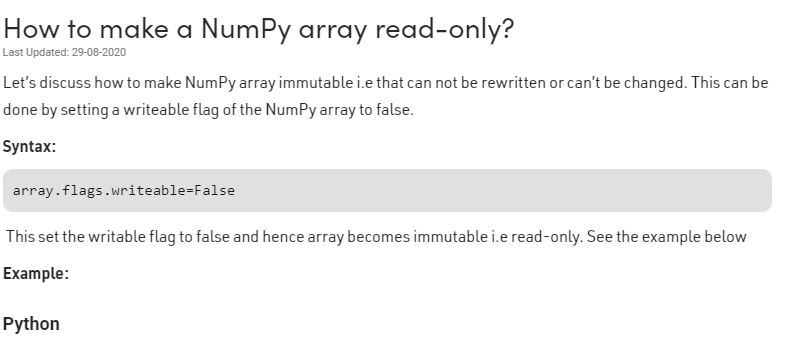 How to make a NumPy array read-only?
Last Updated: 29-08-2020
Let's discuss how to make NumPy array immutable i.e that can not be rewritten or can't be changed. This can be
done by setting a writeable flag of the NumPy array to false.
Syntax:
array.flags.writeable=False
This set the writable flag to false and hence array becomes immutable i.e read-only. See the example below
Example:
Python